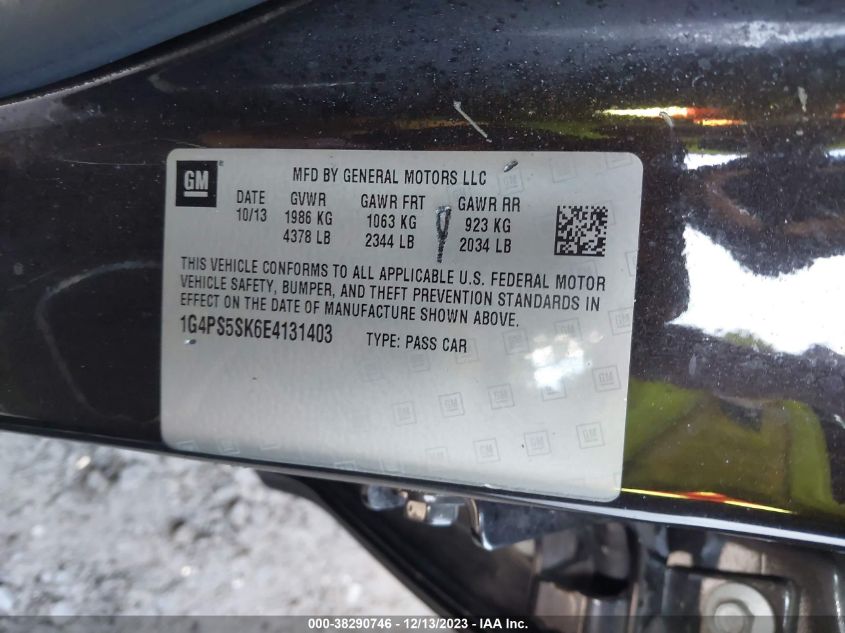 GM
MFD BY GENERAL MOTORS LLC
DATE GVWR GAWR FRT GAWR RR
10/13 1986 KG 1063 KG 923 KG
4378 LB 2344 LB 2034 LB
THIS VEHICLE CONFORMS TO ALL APPLICABLE U.S. FEDERAL MOTOR
VEHICLE SAFETY, BUMPER, AND THEFT PREVENTION STANDARDS IN
EFFECT ON THE DATE OF MANUFACTURE SHOWN ABOVE.
1G4PS5SK6E4131403 TYPE: PASS CAR
000-38290746 - 12/13/2023 - IAAI.com